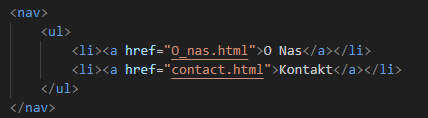 <nav>
<ul>
<li><a href="O_nas.html">O Nas</a></li>
<li><a href="contact.html">Kontakt</a></li>
</ul>
</nav>